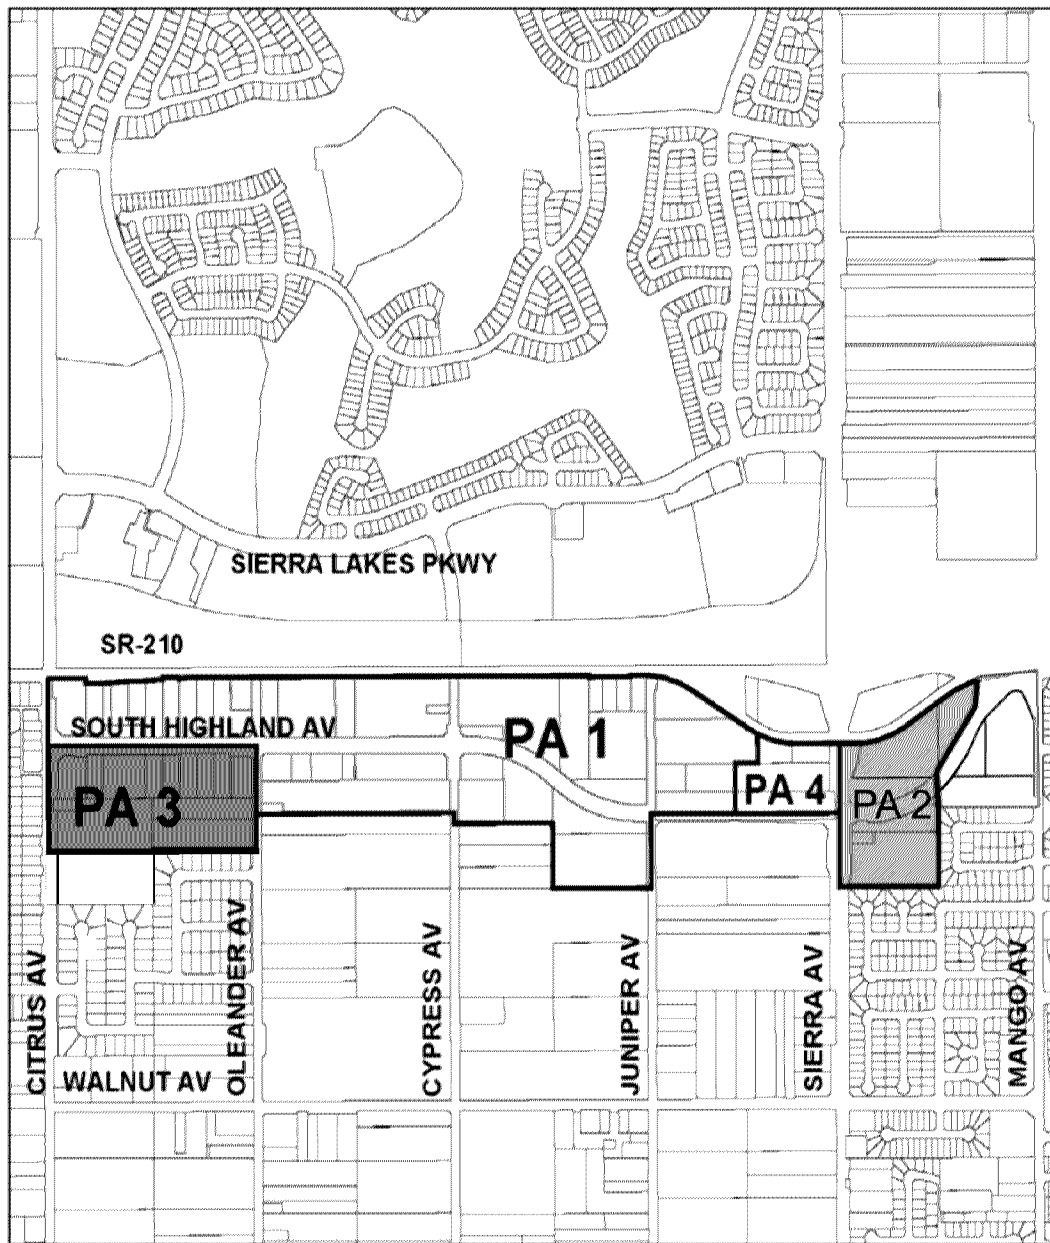 SIERRA LAKES PKWY
SR-210
SOUTH HIGHLAND AV
PA 1
PA 3
PA 4
PA 2
CITRUS AV
OLEANDER AV
CYPRESS AV
JUNIPER AV
SIERRA AV
MANGO AV
WALNUT AV